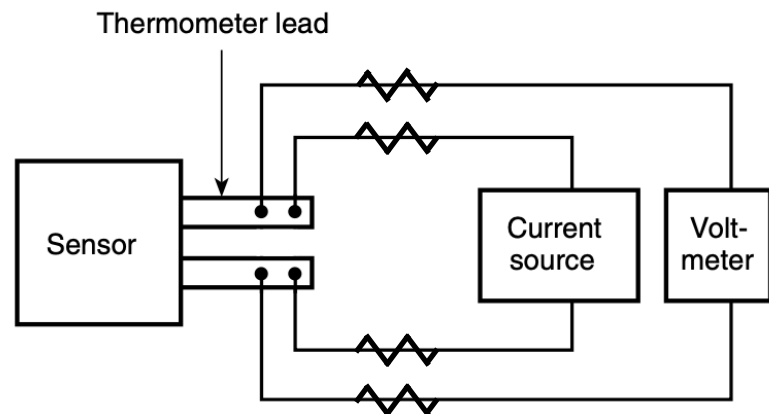 Thermometer lead
Sensor
Current
source
Volt-
meter